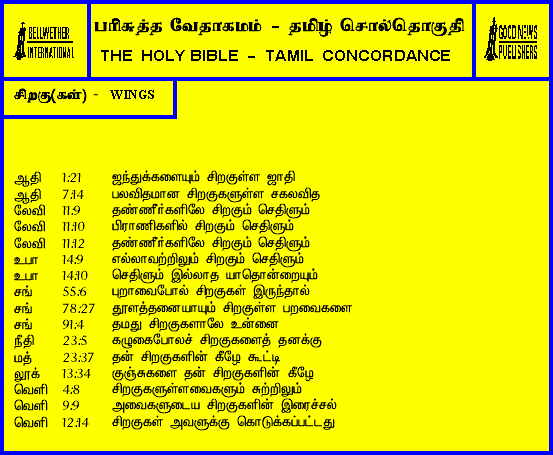 BELLWETHER
INTERNATIONAL
பரிசுத்த வேதாகமம் - தமிழ் சொல்தொகுதி
THE HOLY BIBLE - TAMIL CONCORDANCE
GOOD NEWS
PUBLISHERS
சிறகு(கள்) - WINGS
ஆதி 1:21 ஜந்துக்களையும் சிறகுள்ள ஜாதி
ஆதி 7:14 பலவிதமான சிறகுகளுள்ள சகலவித
லேவி 11:9 தண்ணீர்களிலே சிறகும் செதிளும்
லேவி 11:10 பிராணிகளில் சிறகும் செதிளும்
லேவி 11:12 தண்ணீர்களிலே சிறகும் செதிளும்
உபா 14:9 எல்லாவற்றிலும் சிறகும் செதிளும்
உபா 14:10 செதிளும் இல்லாத யாதொன்றையும்
சங் 55:6 புறாவைபோல் சிறகுகள் இருந்தால்
சங் 78:27 தூளத்தனையாயும் சிறகுள்ள பறவைகளை
சங் 91:4 தமது சிறகுகளாலே உன்னை
நீதி 23:5 கழுகைபோலச் சிறகுகளைத் தனக்கு
மத் 23:37 தன் சிறகுகளின் கீழே கூட்டி
லூக் 13:34 குஞ்சுகளை தன் சிறகுகளின் கீழே
வெளி 4:8 சிறகுகளுள்ளவைகளும் சுற்றிலும்
வெளி 9:9 அவைகளுடைய சிறகுகளின் இரைச்சல்
வெளி 12:14 சிறகுகள் அவளுக்கு கொடுக்கப்பட்டது